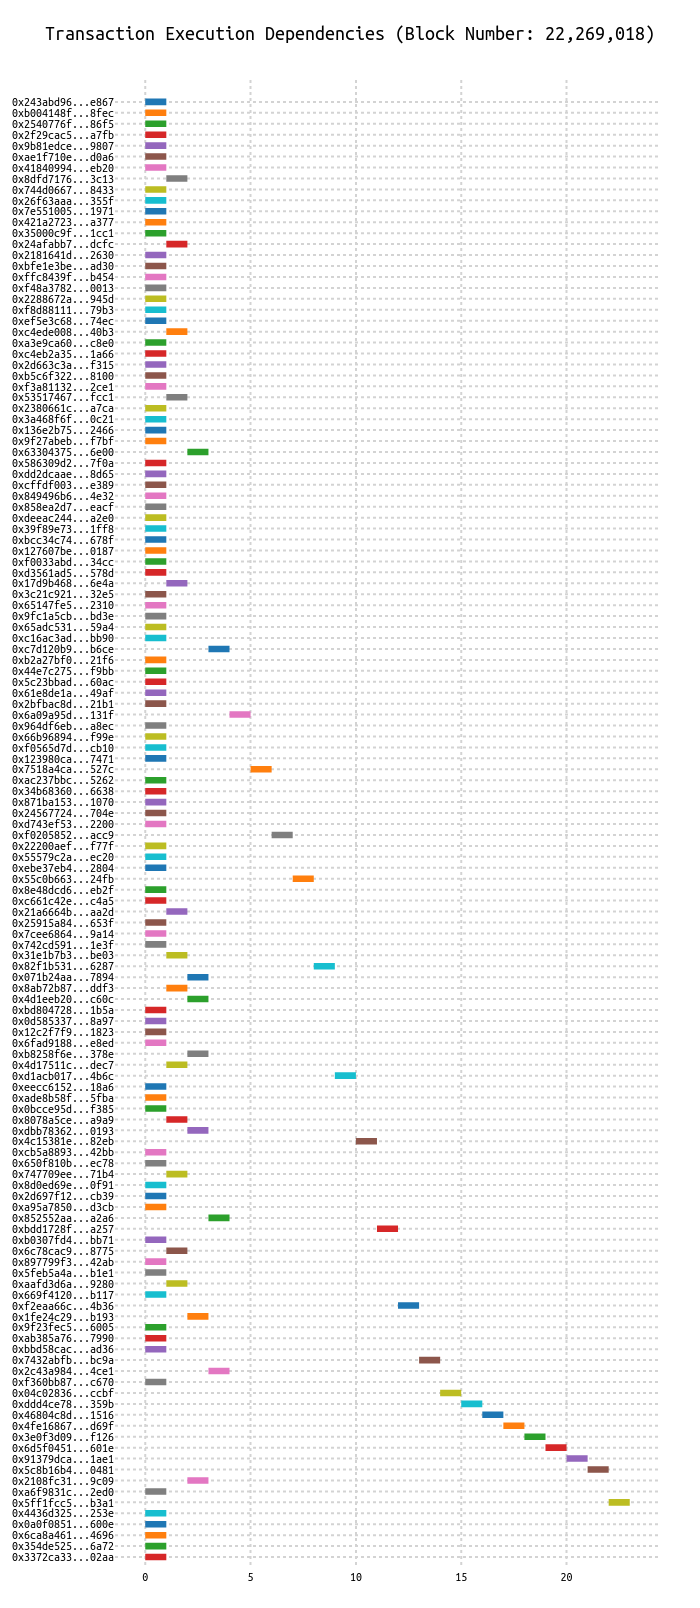 Transaction Execution Dependencies (Block Number: 22,269,018)
0x243abd96...e867
0xb004148f...8fec
0x2540776f...86f5
0x2f29cac5...a7fb
0x9b81edce...9807
0xae1f710e...d0a6
0x41840994...eb20
0x8dfd7176...3c13
0x744d0667...8433
0x26f63aaa...355f
0x7e551005...1971
0x421a2723...a377
0x35000c9f...1cc1
0x24afabb7...dcfc
0x2181641d...2630
0xbfe1e3be...ad30
0xffc8439f...b454
0xf48a3782...0013
0x2288672a...945d
0xf8d88111...79b3
0xef5e3c68...74ec
0xc4ede008...40b3
0xa3e9ca60...c8e0
0xc4eb2a35...1a66
0x2d663c3a...f315
0xb5c6f322...8100
0xf3a81132...2ce1
0x53517467...fcc1
0x2380661c...a7ca
0x3a468f6f...0c21
0x136e2b75...2466
0x9f27abeb...f7bf
0x63304375...6e00
0x586309d2...7f0a
0xdd2dcaae...8d65
0xcffdf003...e389
0x849496b6...4e32
0x858ea2d7...eacf
0xdeeac244...a2e0
0x39f89e73...1ff8
0xbcc34c74...678f
0x127607be...0187
0xf0033abd...34cc
0xd3561ad5...578d
0x17d9b468...6e4a
0x3c21c921...32e5
0x65147fe5...2310
0x9fc1a5cb...bd3e
0x65adc531...59a4
0xc16ac3ad...bb90
0xc7d120b9...b6ce
0xb2a27bf0...21f6
0x44e7c275...f9bb
0x5c23bbad...60ac
0x61e8de1a...49af
0x2bfbac8d...21b1
0x6a09a95d...131f
0x964df6eb...a8ec
0x66b96894...f99e
0xf0565d7d...cb10
0x123980ca...7471
0x7518a4ca...527c
0xac237bbc...5262
0x34b68360...6638
0x871ba153...1070
0x24567724...704e
0xd743ef53...2200
0xf0205852...acc9
0x22200aef...f77f
0x55579c2a...ec20
0xebe37eb4...2804
0x55c0b663...24fb
0x8e48dcd6...eb2f
0xc661c42e...c4a5
0x21a6664b...aa2d
0x25915a84...653f
0x7cee6864...9a14
0x742cd591...1e3f
0x31e1b7b3...be03
0x82f1b531...6287
0x071b24aa...7894
0x8ab72b87...ddf3
0x4d1eeb20...c60c
0xbd804728...1b5a
0x0d585337...8a97
0x12c2f7f9...1823
0x6fad9188...e8ed
0xb8258f6e...378e
0x4d17511c...dec7
0xd1acb017...4b6c
0xeecc6152...18a6
0xade8b58f...5fba
0x0bcce95d...f385
0x8078a5ce...a9a9
0xdbb78362...0193
0x4c15381e...82eb
0xcb5a8893...42bb
0x650f810b...ec78
0x747709ee...71b4
0x8d0ed69e...0f91
0x2d697f12...cb39
0xa95a7850...d3cb
0x852552aa...a2a6
0xbdd1728f...a257
0xb0307fd4...bb71
0x6c78cac9...8775
0x897799f3...42ab
0x5feb5a4a...b1e1
0xaafd3d6a...9280
0x669f4120...b117
0xf2eaa66c...4b36
0x1fe24c29...b193
0x9f23fec5...6005
0xab385a76...7990
0xbbd58cac...ad36
0x7432abfb...bc9a
0x2c43a984...4ce1
0xf360bb87...c670
0x04c02836...ccbf
0xddd4ce78...359b
0x46804c8d...1516
0x4fe16867...d69f
0x3e0f3d09...f126
0x6d5f0451...601e
0x91379dca...1ae1
0x5c8b16b4...0481
0x2108fc31...9c09
0xa6f9831c...2ed0
0x5ff1fcc5...b3a1
0x4436d325...253e
0x0a0f0851...600e
0x6ca8a461...4696
0x354de525...6a72
0x3372ca33...02aa
0 5 10 15 20